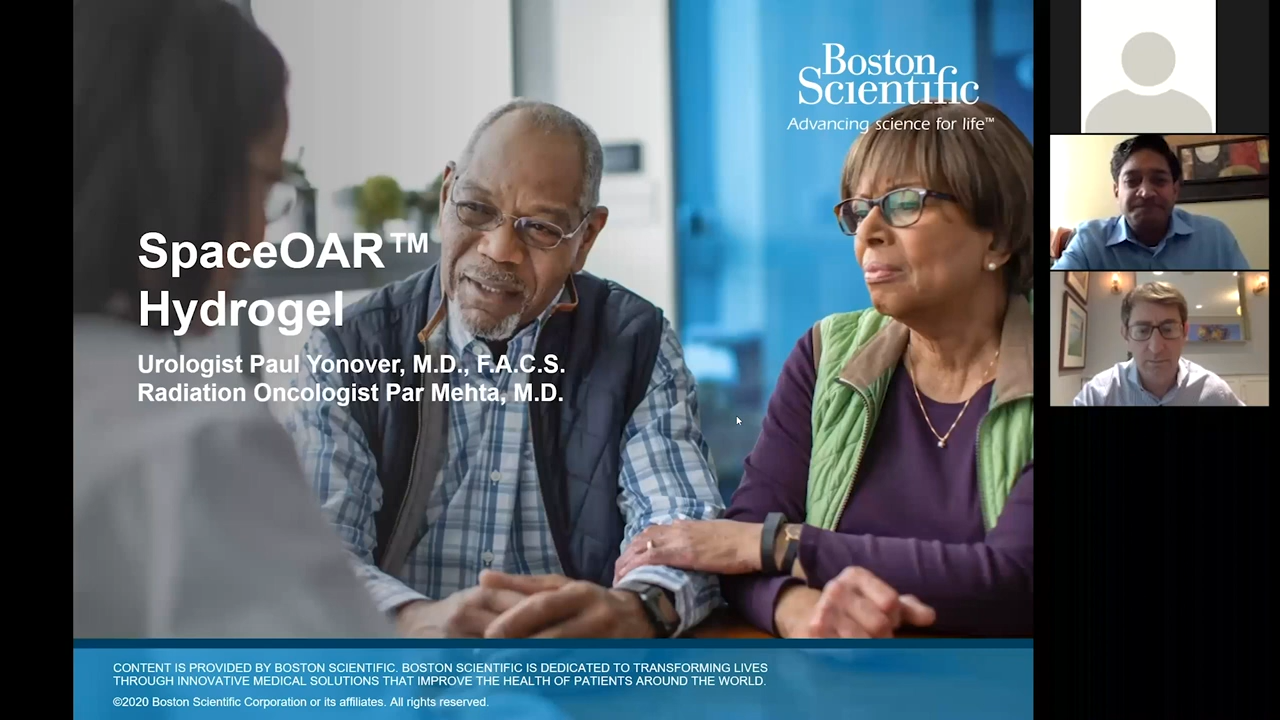 Boston
Scientific
Advancing science for life™
SpaceOAR™
Hydrogel
Urologist Paul Yonover, M.D., F.A.C.S.
Radiation Oncologist Par Mehta, M.D.
CONTENT IS PROVIDED BY BOSTON SCIENTIFIC. BOSTON SCIENTIFIC IS DEDICATED TO TRANSFORMING LIVES
THROUGH INNOVATIVE MEDICAL SOLUTIONS THAT IMPROVE THE HEALTH OF PATIENTS AROUND THE WORLD.
©2020 Boston Scientific Corporation or its affiliates. All rights reserved.